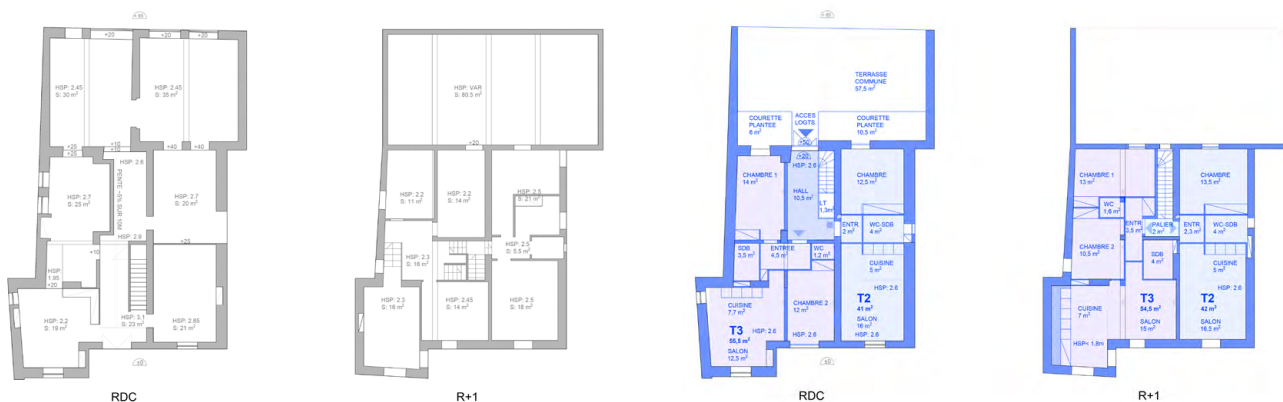 +60
+20
+20
+20
HSP: 2.45
S: 30 m²
HSP: 2.45
S: 35 m²
+25
+25
+10
+10
+40
+40
HSP: 2.6
HSP: 2.7
S: 25 m²
PENTE ~5% SUR 10M
HSP: 2.7
S: 20 m²
HSP: 2.9
+25
+10
HSP:
1.95
+20
HSP: 2.2
S: 19 m²
HSP: 3.1
S: 23 m²
HSP: 2.65
S: 21 m²
±0
RDC
HSP: VAR
S: 80.5 m²
+20
HSP: 2.2
S: 11 m²
HSP: 2.2
S: 14 m²
HSP: 2.5
S: 21 m²
HSP: 2.5
S: 5.5 m²
HSP: 2.3
S: 16 m²
HSP: 2.3
S: 16 m²
HSP: 2.45
S: 14 m²
HSP: 2.5
S: 18 m²
R+1
+60
TERRASSE
COMMUNE
57,5 m²
COURETTE
PLANTEE
6 m²
ACCES
LOGTS
+50
COURETTE
PLANTEE
10,5 m²
+20
HSP: 2.6
CHAMBRE 1
14 m²
HALL
10,5 m²
LT
1,3m²
CHAMBRE
12,5 m²
ENTR
2 m²
WC-SDB
4 m²
SDB
3,5 m²
ENTREE
4,5 m²
WC
1,2 m²
CUISINE
5 m²
HSP: 2.6
CUISINE
7,7 m²
CHAMBRE 2
12 m²
T2
41 m²
T3
55,5 m²
HSP: 2.6
HSP: 2.6
SALON
16 m²
HSP: 2.6
SALON
12,5 m²
±0
RDC
CHAMBRE 1
13 m²
CHAMBRE
13,5 m²
WC
1,6 m²
ENTR
3,5 m²
PALIER
2 m²
ENTR
2,3 m²
WC-SDB
4 m²
CHAMBRE 2
10,5 m²
SDB
4 m²
CUISINE
5 m²
HSP: 2.6
CUISINE
7 m²
T3
54,5 m²
T2
42 m²
SALON
15 m²
SALON
16,5 m²
HSP< 1.8m
R+1